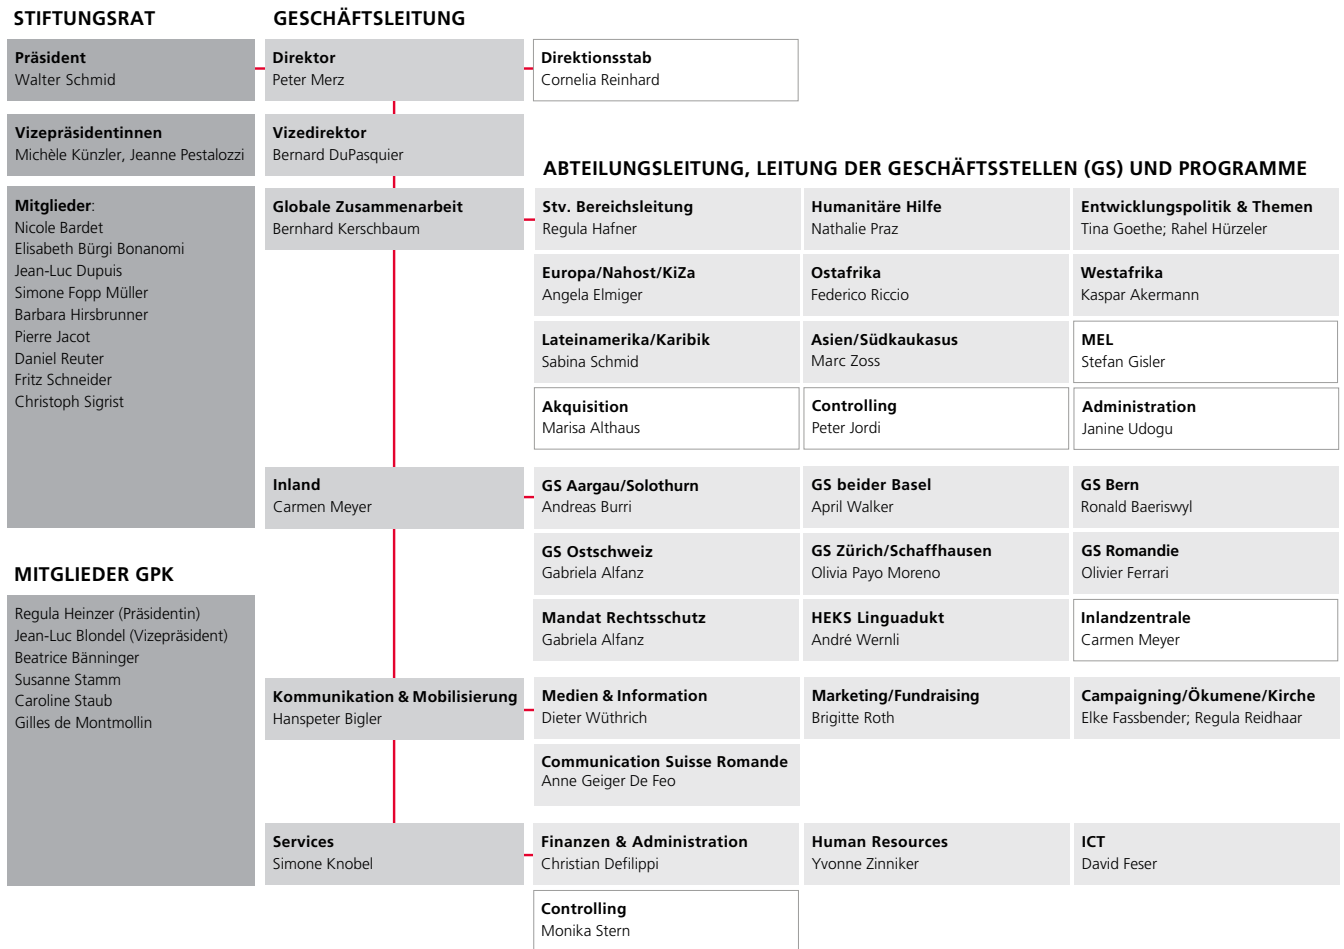 STIFTUNGSRAT
Präsident
Walter Schmid
Vizepräsidentinnen
Michèle Künzler, Jeanne Pestalozzi
Mitglieder:
Nicole Bardet
Elisabeth Bürgi Bonanomi
Jean-Luc Dupuis
Simone Fopp Müller
Barbara Hirsbrunner
Pierre Jacot
Daniel Reuter
Fritz Schneider
Christoph Sigrist
MITGLIEDER GPK
Regula Heinzer (Präsidentin)
Jean-Luc Blondel (Vizepräsident)
Beatrice Bänninger
Susanne Stamm
Caroline Staub
Gilles de Montmollin
GESCHÄFTSLEITUNG
Direktor
Peter Merz
Direktionsstab
Cornelia Reinhard
Vizedirektor
Bernard DuPasquier
ABTEILUNGSLEITUNG, LEITUNG DER GESCHÄFTSSTELLEN (GS) UND PROGRAMME
Globale Zusammenarbeit
Bernhard Kerschbaum
Stv. Bereichsleitung
Regula Hafner
Humanitäre Hilfe
Nathalie Praz
Entwicklungspolitik & Themen
Tina Goethe; Rahel Hürzeler
Europa/Nahost/KiZa
Angela Elmiger
Ostafrika
Federico Riccio
Westafrika
Kaspar Akermann
Lateinamerika/Karibik
Sabina Schmid
Asien/Südkaukasus
Marc Zoss
MEL
Stefan Gisler
Akquisition
Marisa Althaus
Controlling
Peter Jordi
Administration
Janine Udogu
Inland
Carmen Meyer
GS Aargau/Solothurn
Andreas Burri
GS beider Basel
April Walker
GS Bern
Ronald Baeriswyl
GS Ostschweiz
Gabriela Alfanz
GS Zürich/Schaffhausen
Olivia Payo Moreno
GS Romandie
Olivier Ferrari
Mandat Rechtsschutz
Gabriela Alfanz
HEKS Linguadukt
André Wernli
Inlandzentrale
Carmen Meyer
Kommunikation & Mobilisierung
Hanspeter Bigler
Medien & Information
Dieter Wüthrich
Marketing/Fundraising
Brigitte Roth
Campaigning/Ökumene/Kirche
Elke Fassbender; Regula Reidhaar
Communication Suisse Romande
Anne Geiger De Feo
Services
Simone Knobel
Finanzen & Administration
Christian Defilippi
Human Resources
Yvonne Zinniker
ICT
David Feser
Controlling
Monika Stern